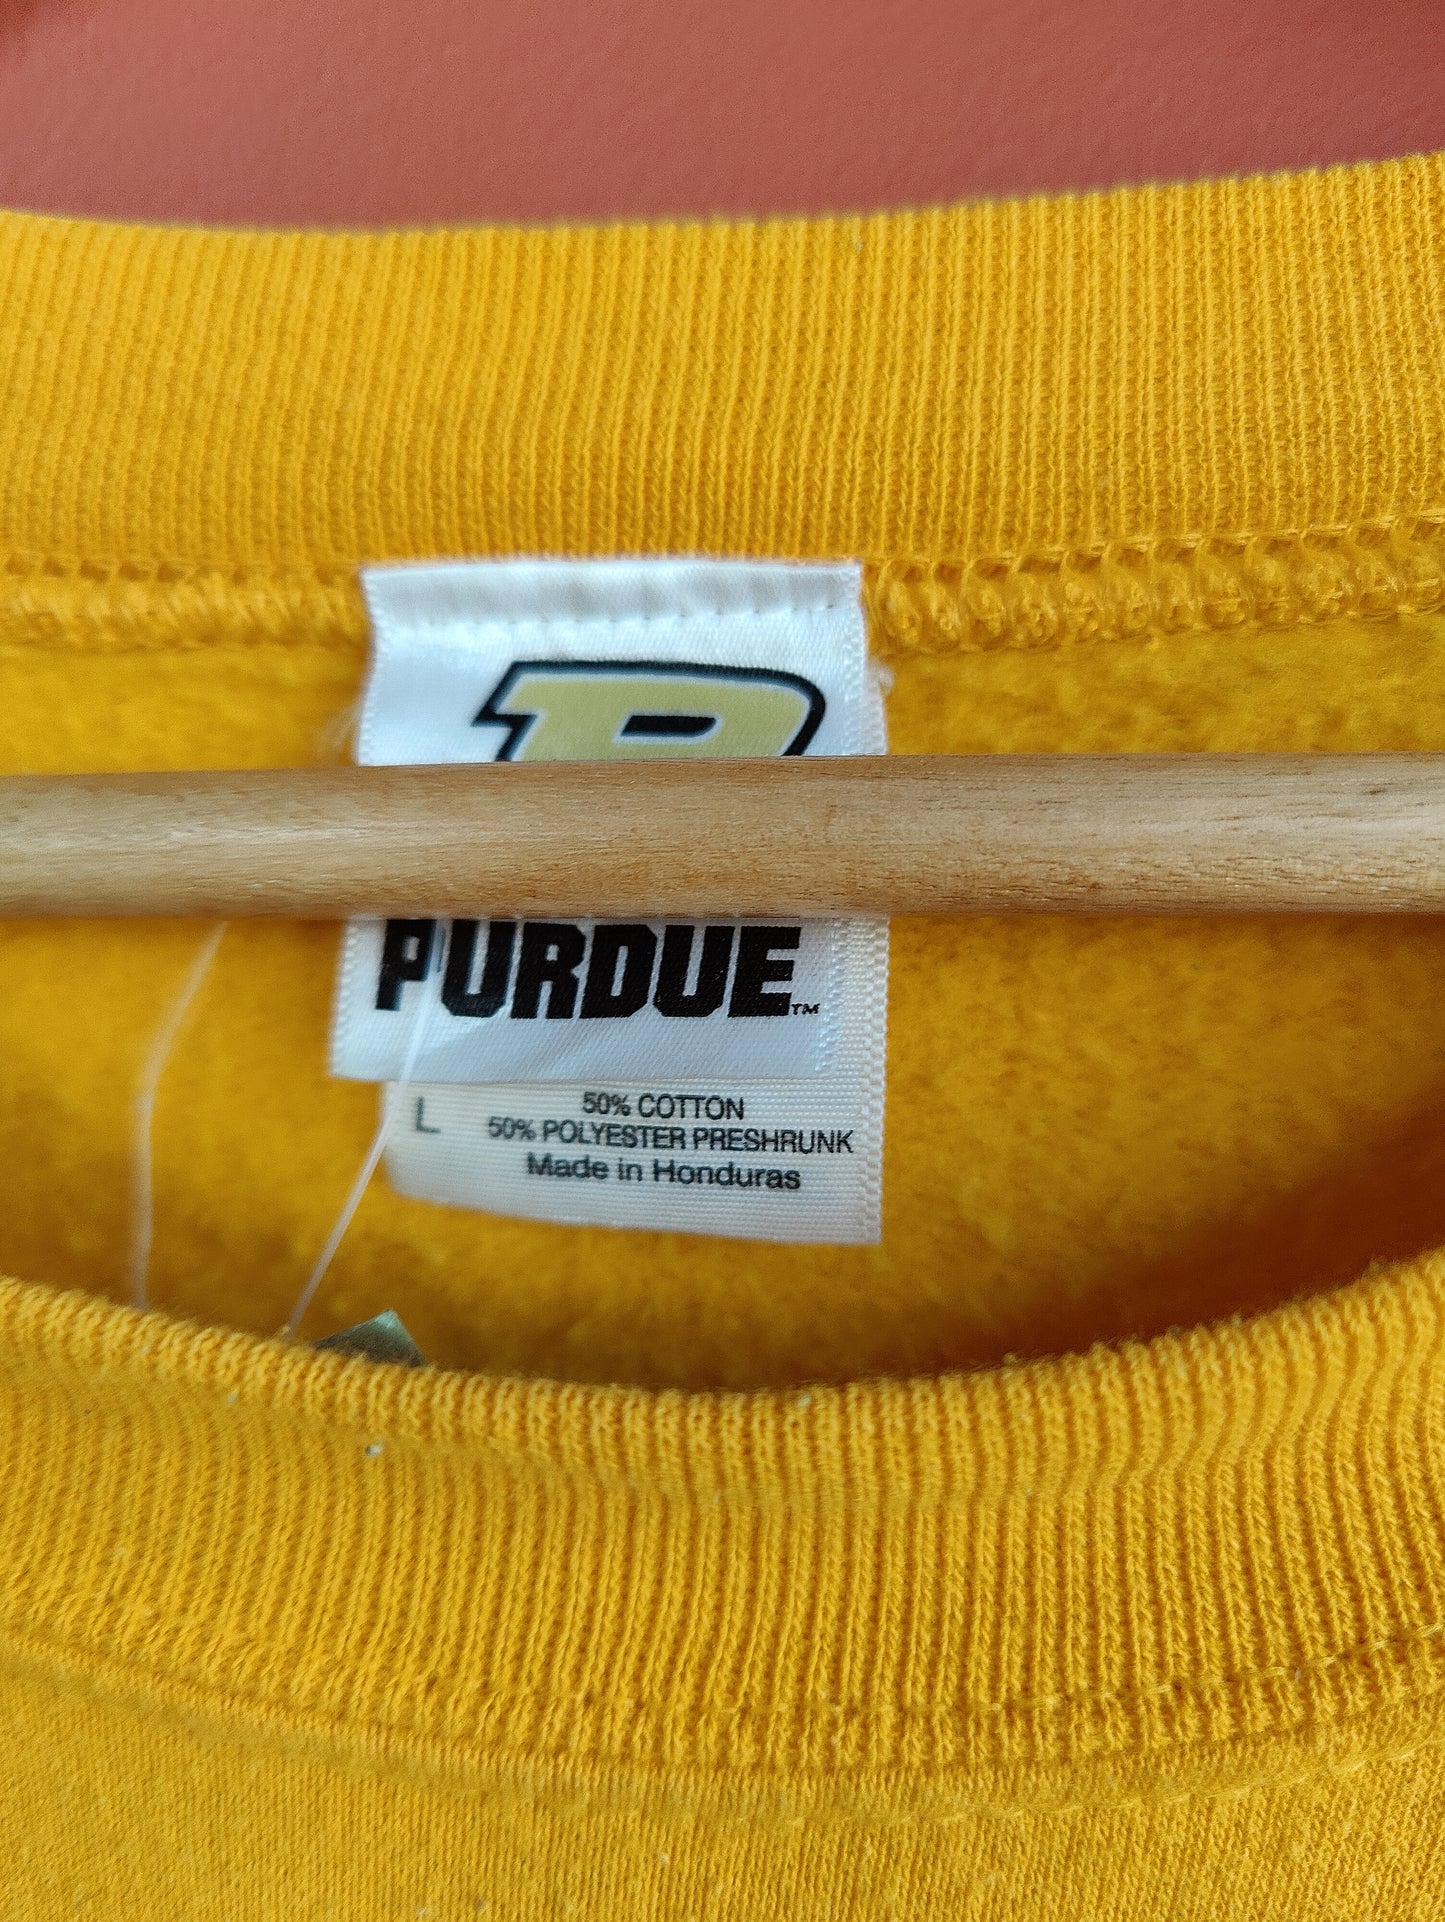 P
PURDUE™
L
50% COTTON
50% POLYESTER PRESHRUNK
Made in Honduras